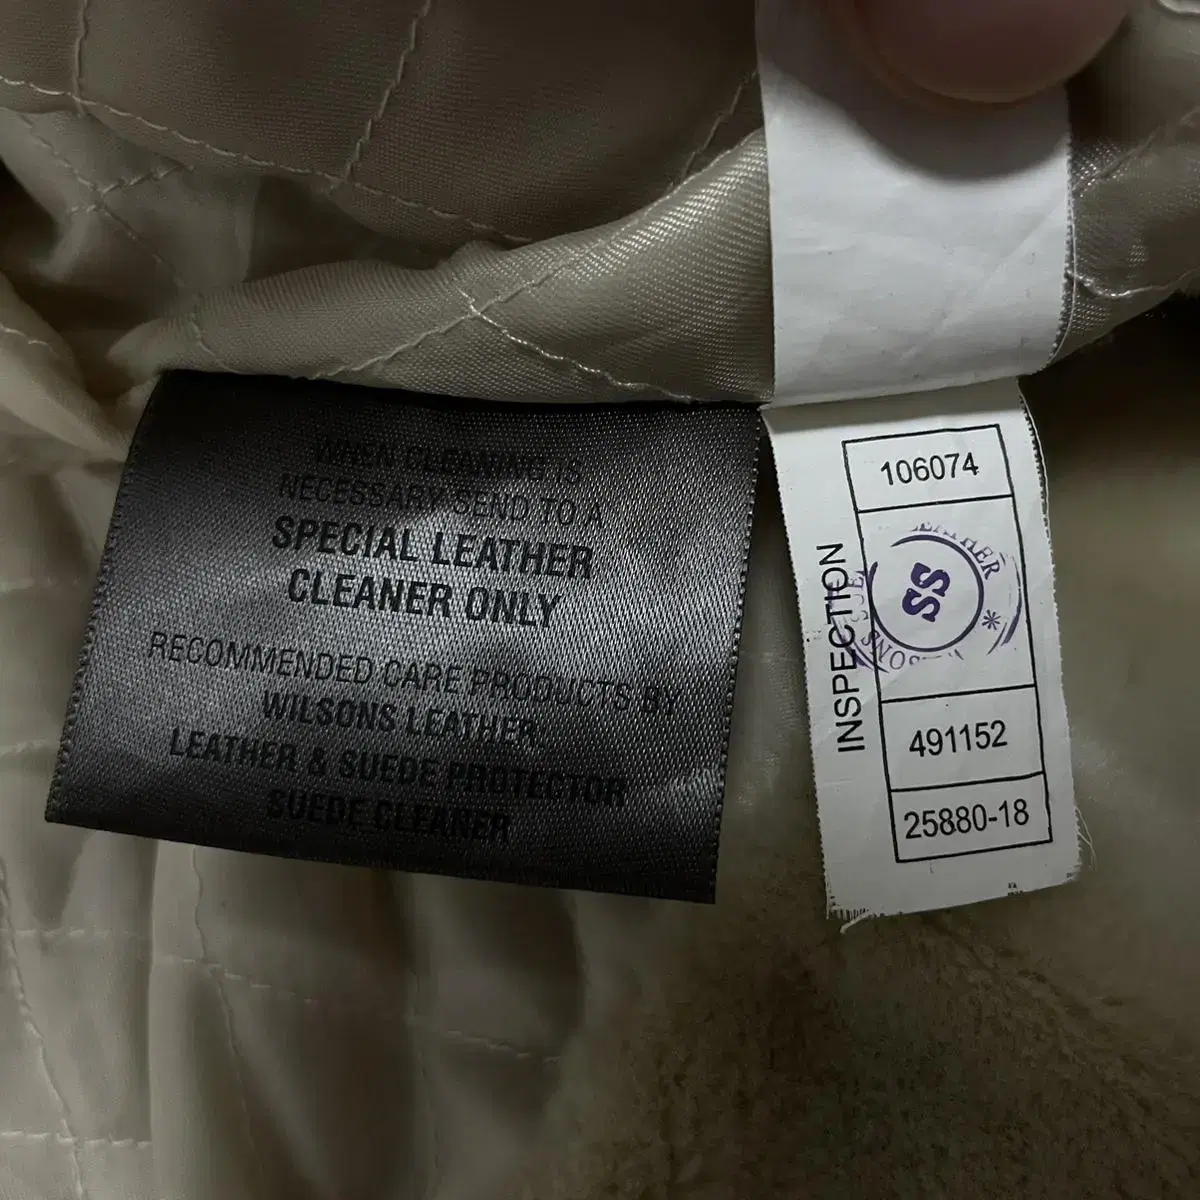 WHEN CLEANING IS
NECESSARY SEND TO A
SPECIAL LEATHER
CLEANER ONLY
RECOMMENDED CARE PRODUCTS BY
WILSONS LEATHER
LEATHER & SUEDE PROTECTOR
SUEDE CLEANER
INSPECTION
106074
LEATHER
SS
*
491152
25880-18